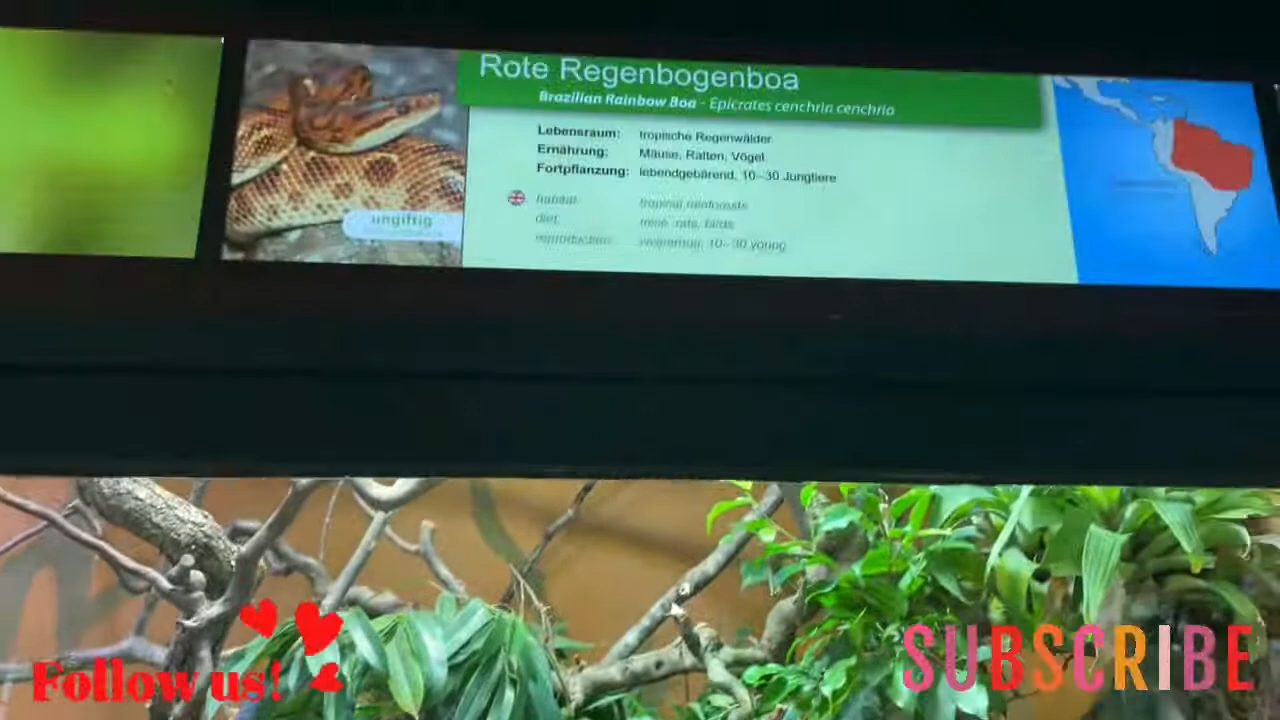 Rote Regenbogenboa
Brazilian Rainbow Boa - Epicrates cenchria cenchria
Lebensraum: tropische Regenwälder
Ernährung: Mäuse, Ratten, Vögel
Fortpflanzung: lebendgebärend, 10–30 Jungtiere
habitat: tropical rainforests
diet: mice, rats, birds
reproduction: viviparous, 10–30 young
ungiftig
Follow us!
SUBSCRIBE